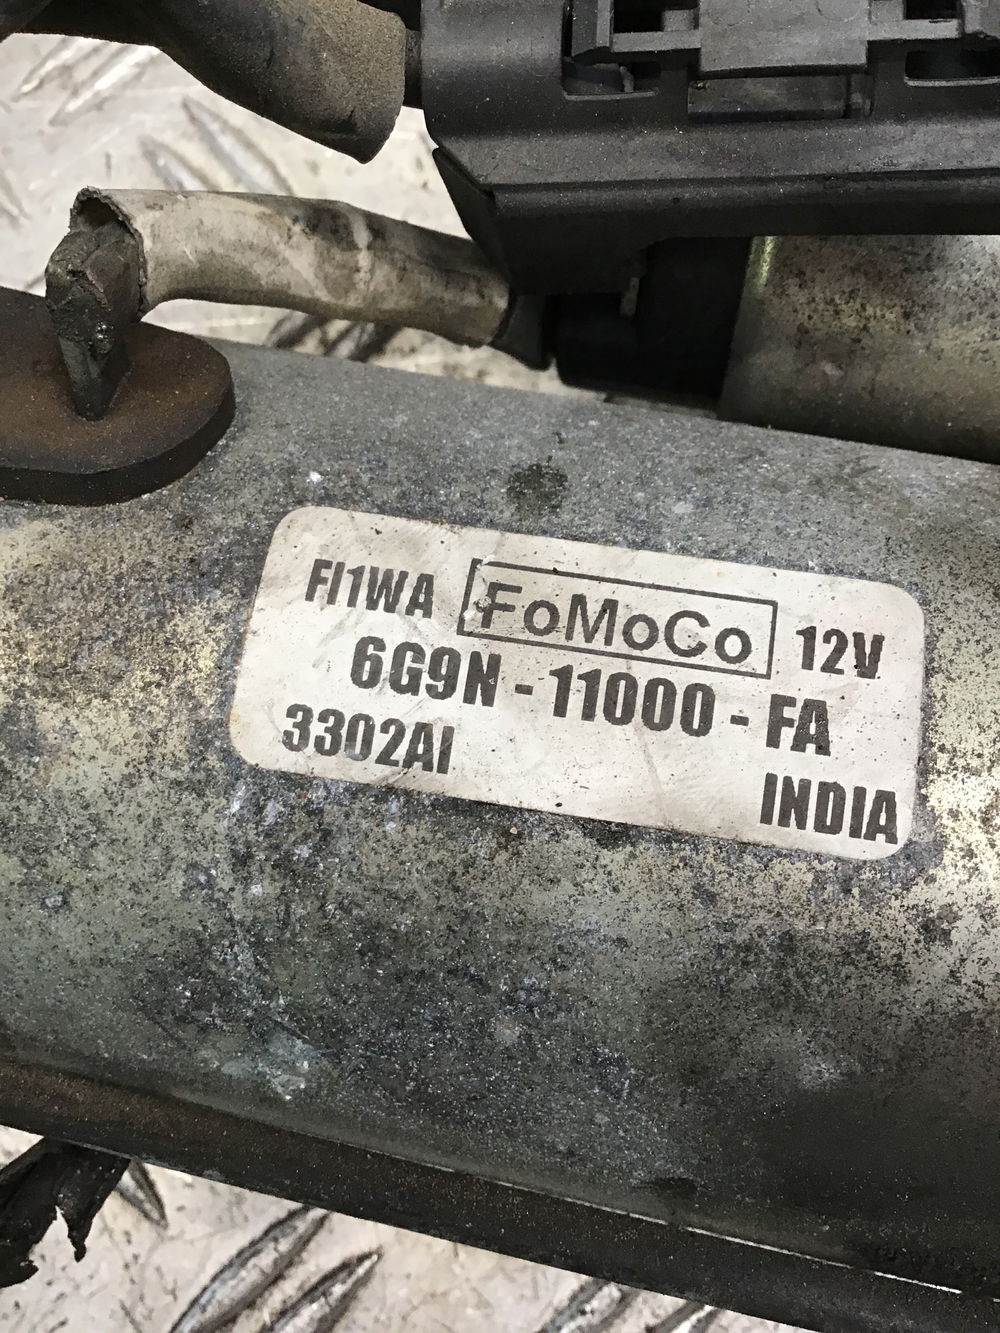 FI1WA FoMoCo 12V
6G9N - 11000 - FA
3302AI
INDIA